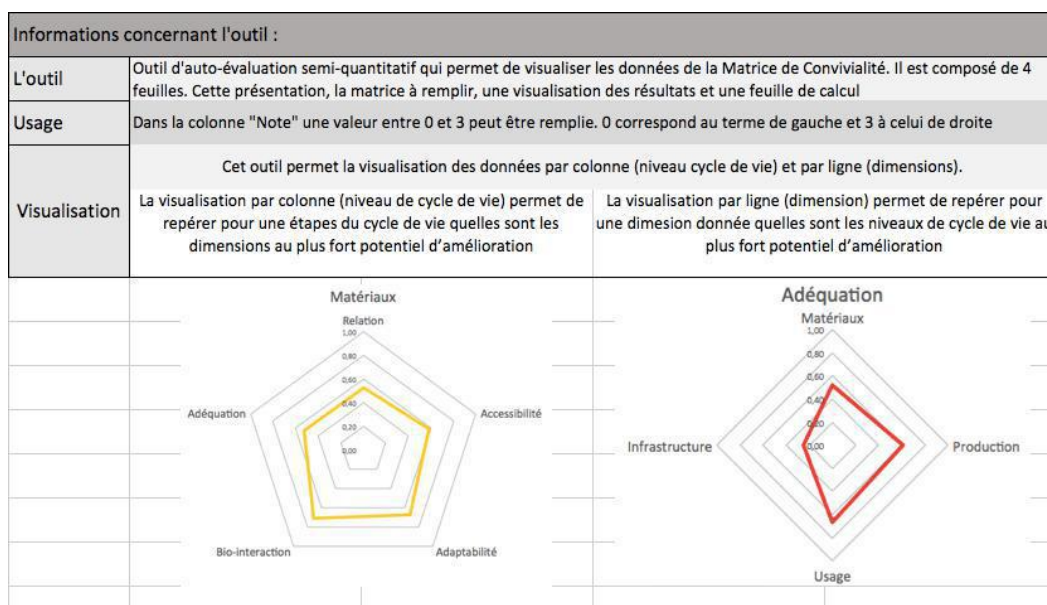 Informations concernant l'outil :
L'outil
Outil d'auto-évaluation semi-quantitatif qui permet de visualiser les données de la Matrice de Convivialité. Il est composé de 4
feuilles. Cette présentation, la matrice à remplir, une visualisation des résultats et une feuille de calcul
Usage
Dans la colonne "Note" une valeur entre 0 et 3 peut être remplie. 0 correspond au terme de gauche et 3 à celui de droite
Visualisation
Cet outil permet la visualisation des données par colonne (niveau cycle de vie) et par ligne (dimensions).
La visualisation par colonne (niveau de cycle de vie) permet de
repérer pour une étapes du cycle de vie quelles sont les
dimensions au plus fort potentiel d'amélioration
La visualisation par ligne (dimension) permet de repérer pour
une dimesion donnée quelles sont les niveaux de cycle de vie au
plus fort potentiel d'amélioration
Matériaux
Relation
1,00
0,80
0,60
0,40
0,20
0,00
Adéquation
Accessibilité
Bio-interaction
Adaptabilité
Adéquation
Matériaux
1,00
0,80
0,60
0,40
0,20
0,00
Infrastructure
Production
Usage